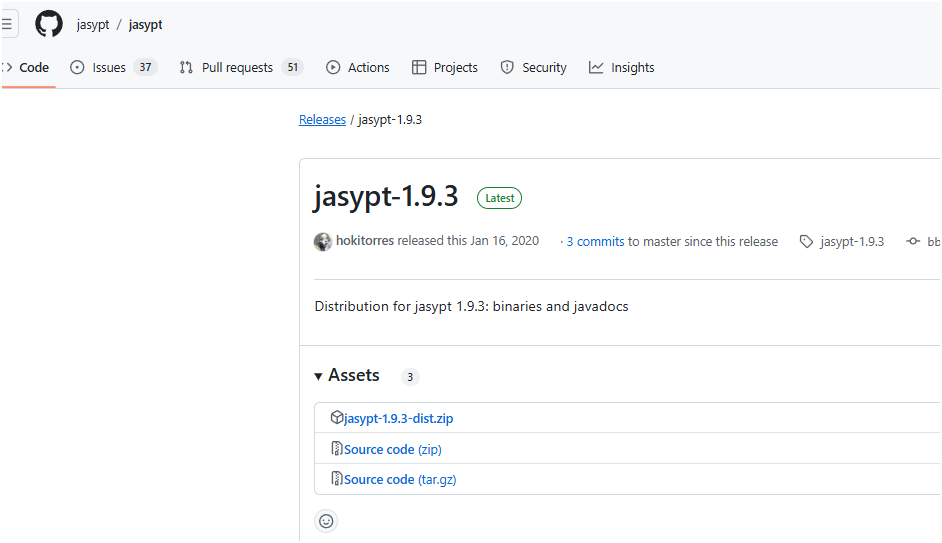 jasypt / jasypt
Code Issues 37 Pull requests 51 Actions Projects Security Insights
Releases / jasypt-1.9.3
jasypt-1.9.3 Latest
hokitorres released this Jan 16, 2020 · 3 commits to master since this release jasypt-1.9.3 bb
Distribution for jasypt 1.9.3: binaries and javadocs
Assets 3
jasypt-1.9.3-dist.zip
Source code (zip)
Source code (tar.gz)